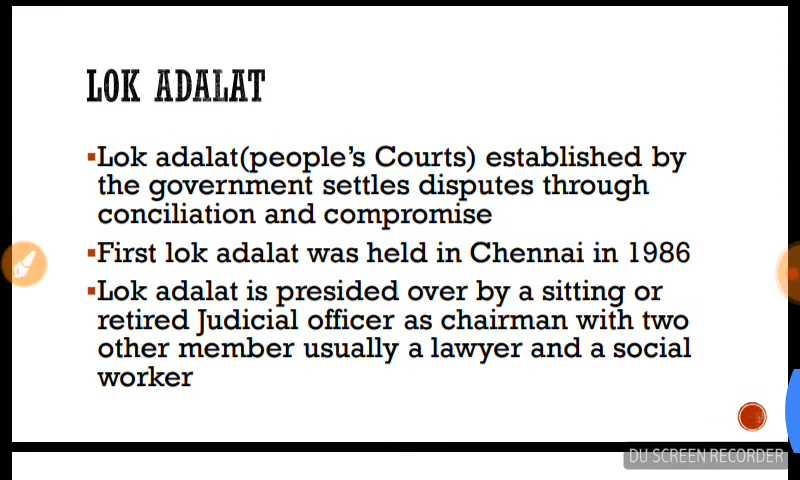 LOK ADALAT
▪Lok adalat(people's Courts) established by
the government settles disputes through
conciliation and compromise
▪First lok adalat was held in Chennai in 1986
▪Lok adalat is presided over by a sitting or
retired Judicial officer as chairman with two
other member usually a lawyer and a social
worker
DU SCREEN RECORDER